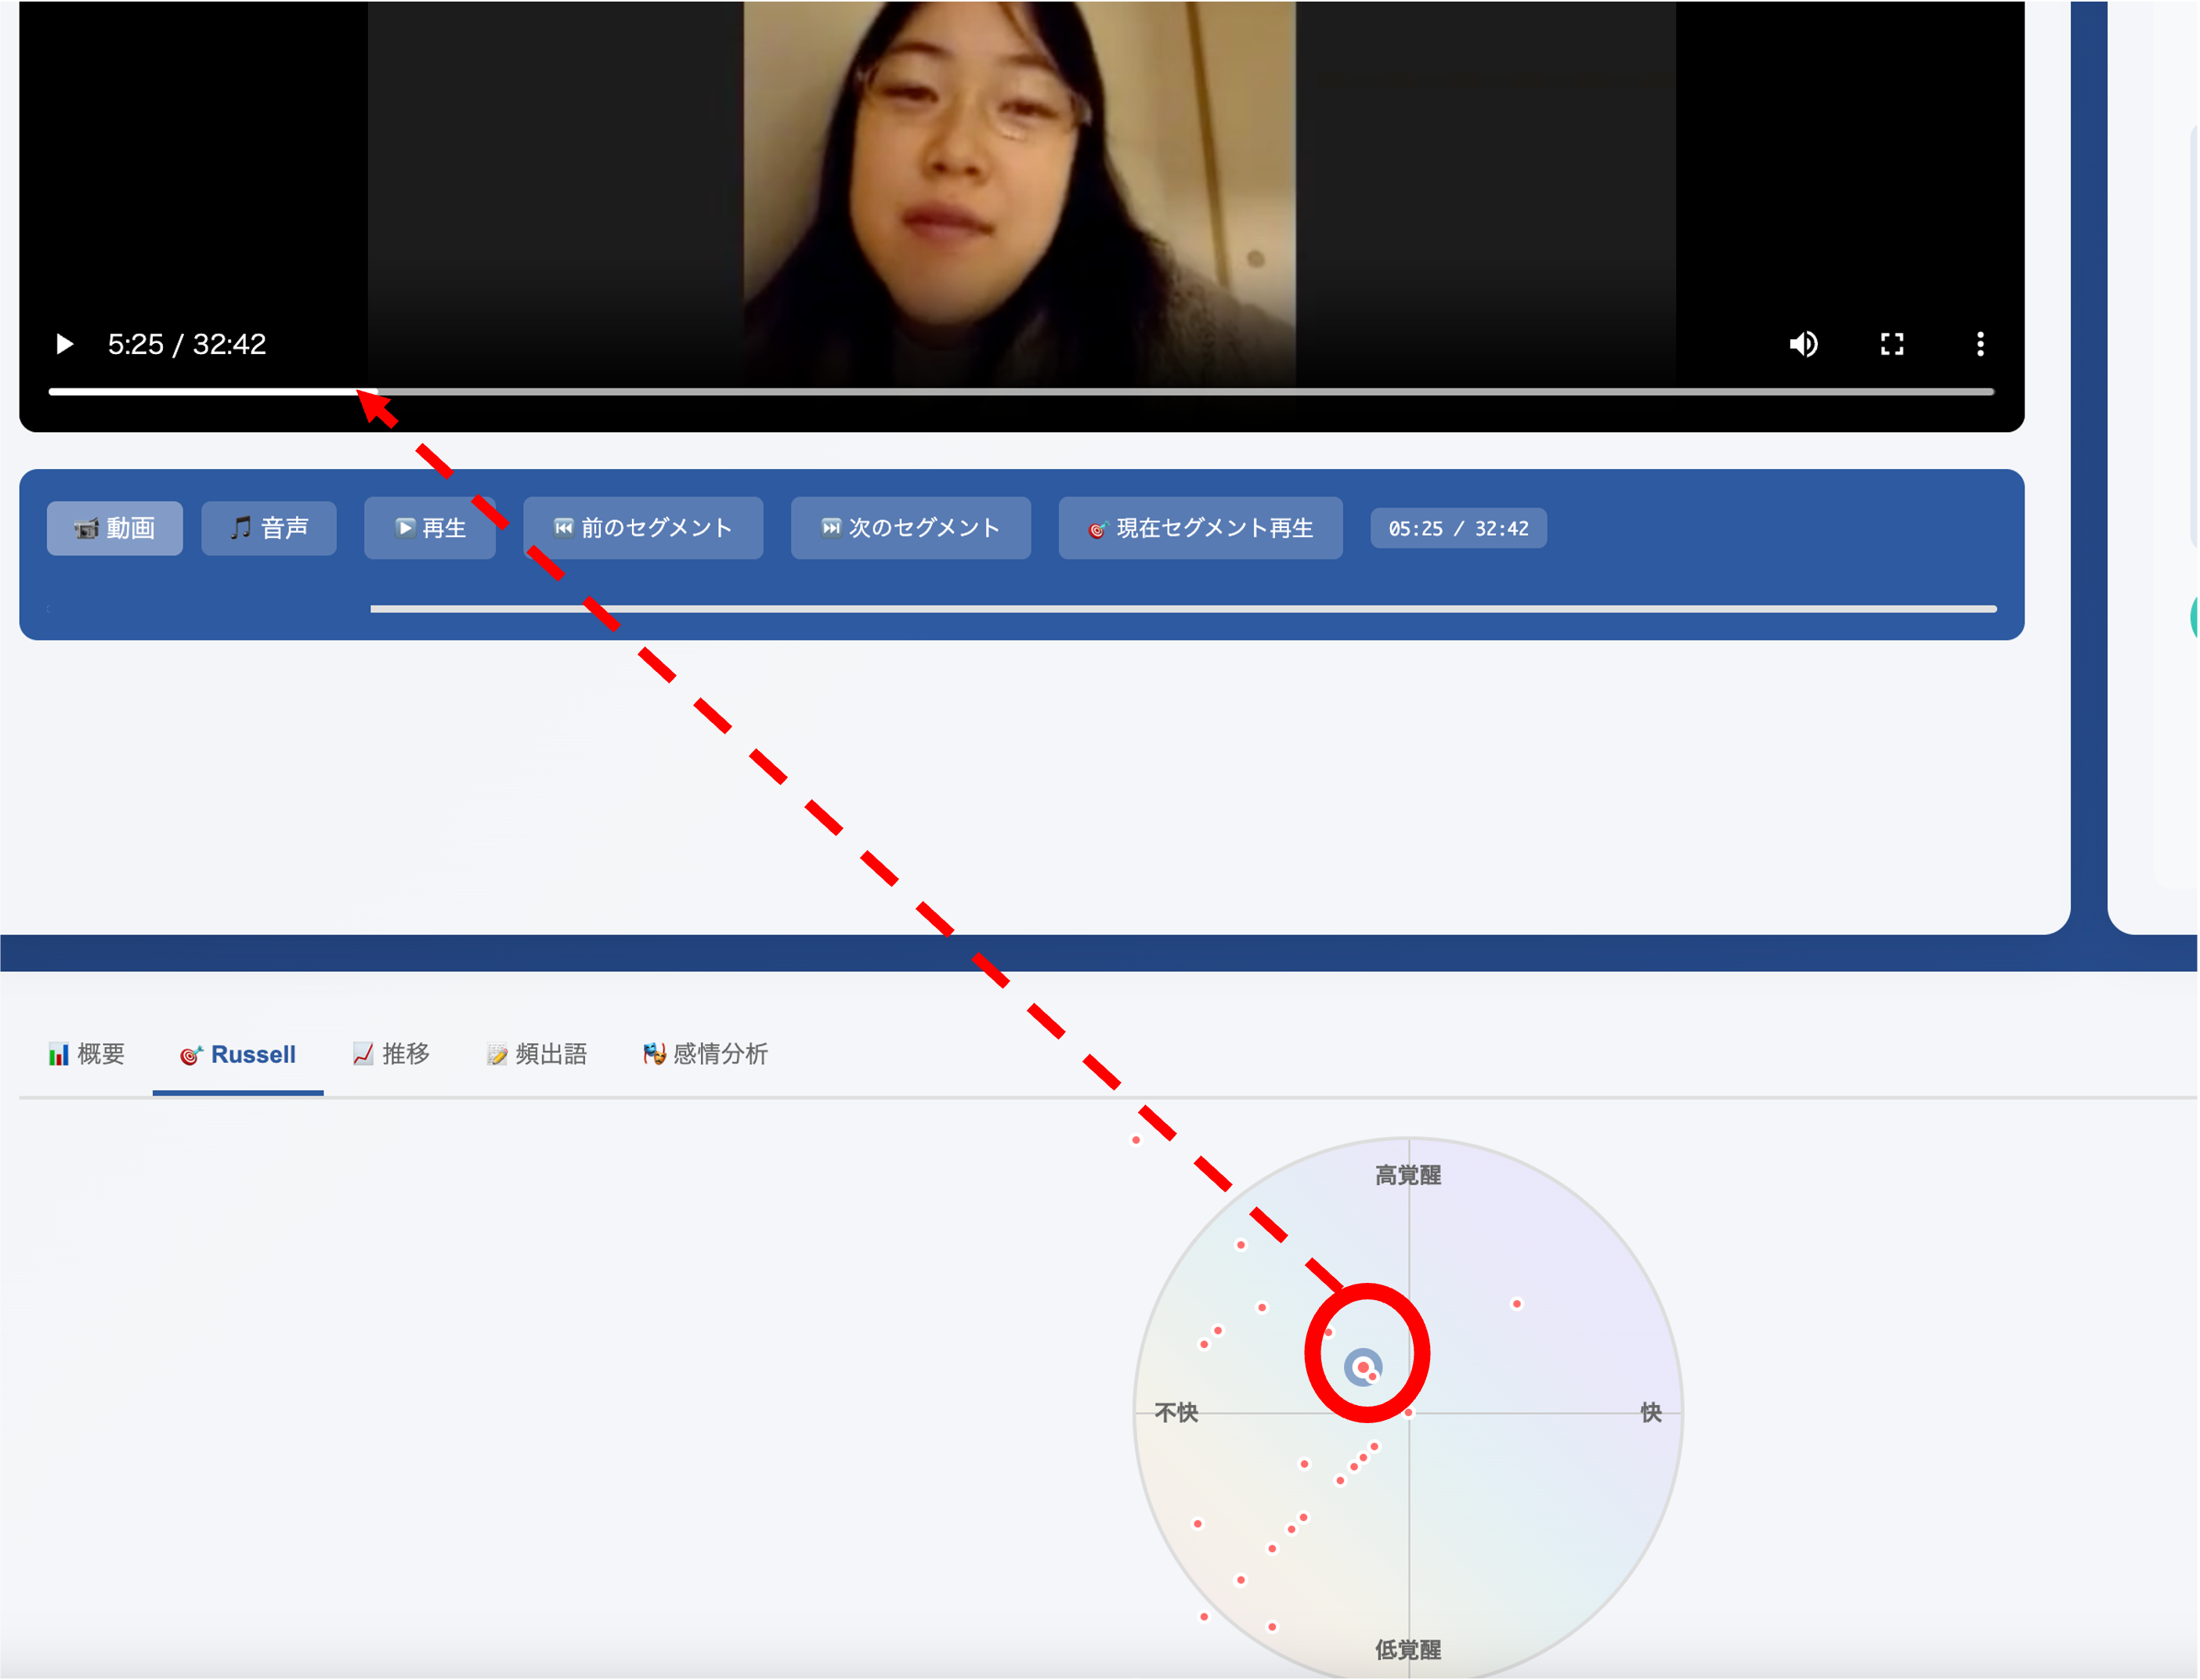 5:25 / 32:42
動画
音声
再生
前のセグメント
次のセグメント
現在セグメント再生
05:25 / 32:42
概要
Russell
推移
頻出語
感情分析
高覚醒
不快
快
低覚醒